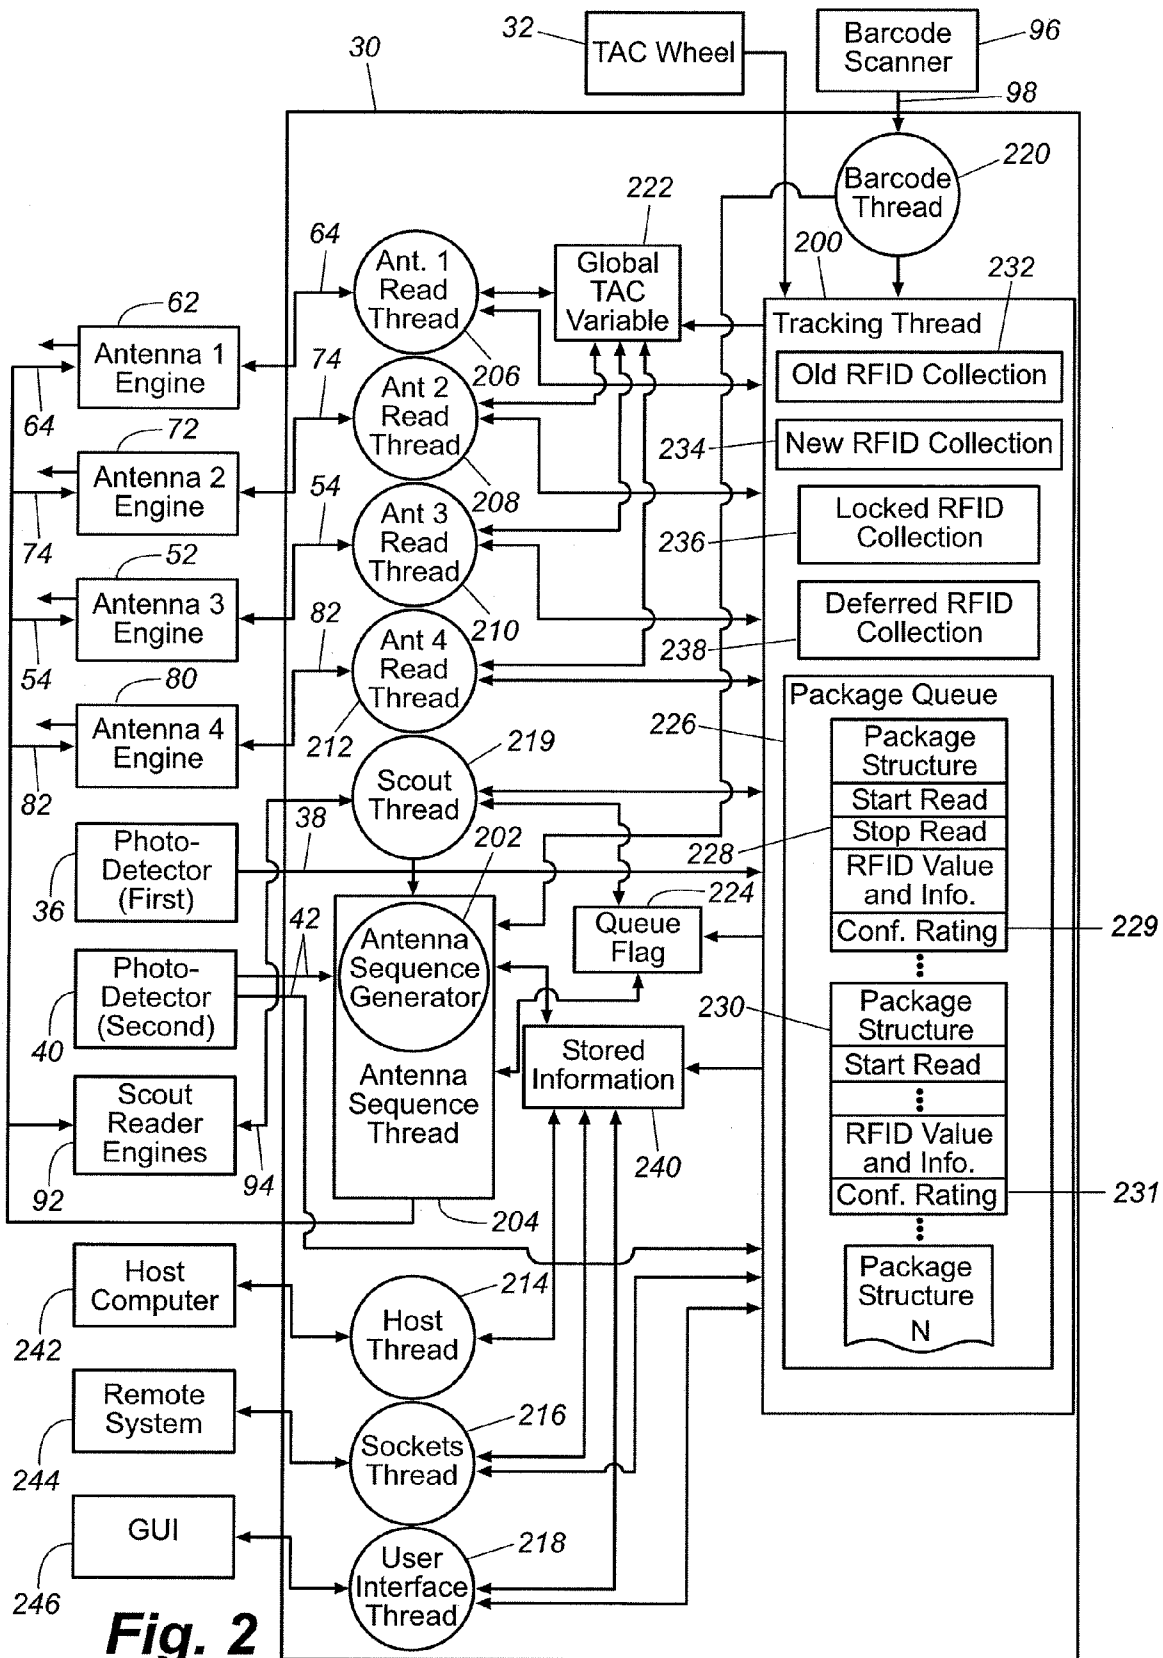 30
32
TAC Wheel
Barcode
Scanner
96
98
Barcode
Thread
220
222
Global
TAC
Variable
200
232
64
Ant. 1
Read
Thread
206
Tracking Thread
Old RFID Collection
62
Antenna 1
Engine
64
74
Ant 2
Read
Thread
208
234
New RFID Collection
72
Antenna 2
Engine
74
54
Ant 3
Read
Thread
210
236
Locked RFID
Collection
52
Antenna 3
Engine
54
82
Ant 4
Read
Thread
212
238
Deferred RFID
Collection
80
Antenna 4
Engine
82
219
Scout
Thread
Package Queue
226
Package
Structure
Start Read
Stop Read
228
RFID Value
and Info.
Conf. Rating
229
Photo-
Detector
(First)
36
38
202
224
Queue
Flag
42
Antenna
Sequence
Generator
Photo-
Detector
(Second)
40
Antenna
Sequence
Thread
204
Stored
Information
240
230
Package
Structure
Start Read
RFID Value
and Info.
Conf. Rating
231
Scout
Reader
Engines
92
94
Package
Structure
N
Host
Computer
242
214
Host
Thread
Remote
System
244
216
Sockets
Thread
GUI
246
218
User
Interface
Thread
Fig. 2